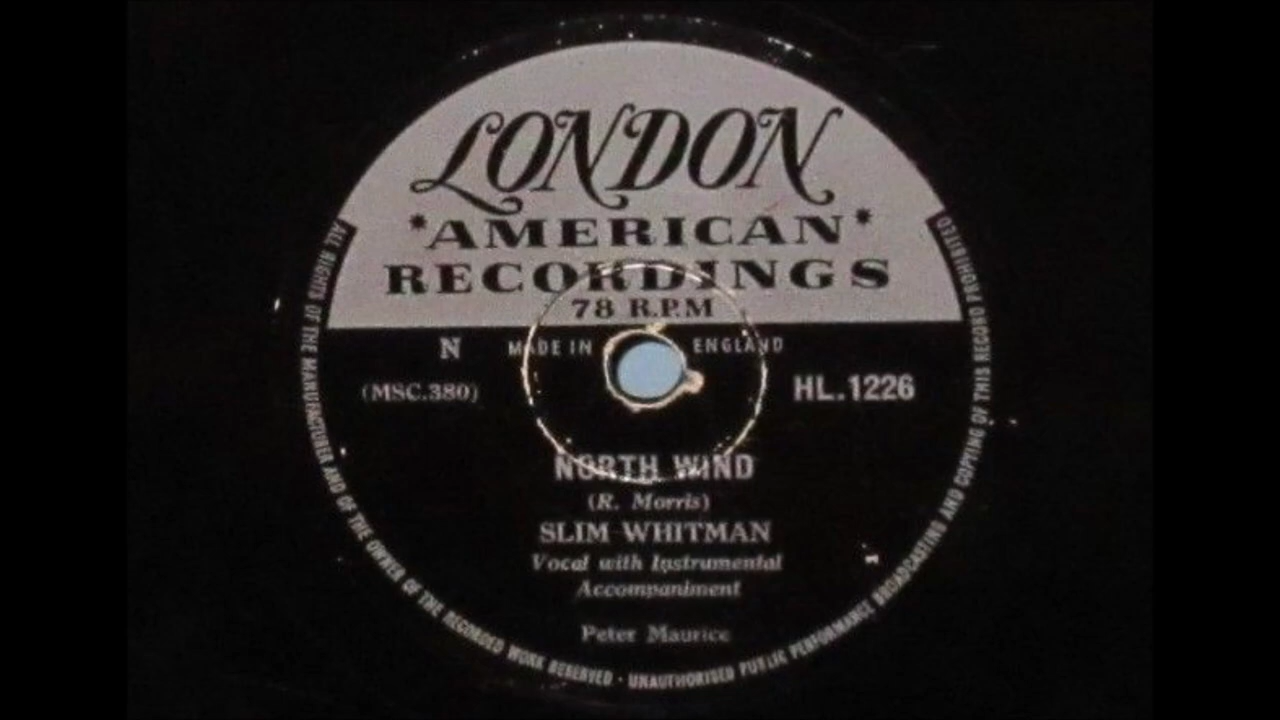 LONDON
*AMERICAN*
RECORDINGS
78 R.P.M
N MADE IN ENGLAND
(MSC.380) HL.1226
NORTH WIND
(R. Morris)
SLIM WHITMAN
Vocal with Instrumental
Accompaniment
Peter Maurice
ALL RIGHTS OF THE MANUFACTURER AND OF THE OWNER OF THE RECORDED WORK RESERVED · UNAUTHORISED PUBLIC PERFORMANCE BROADCASTING AND COPYING OF THIS RECORD PROHIBITED